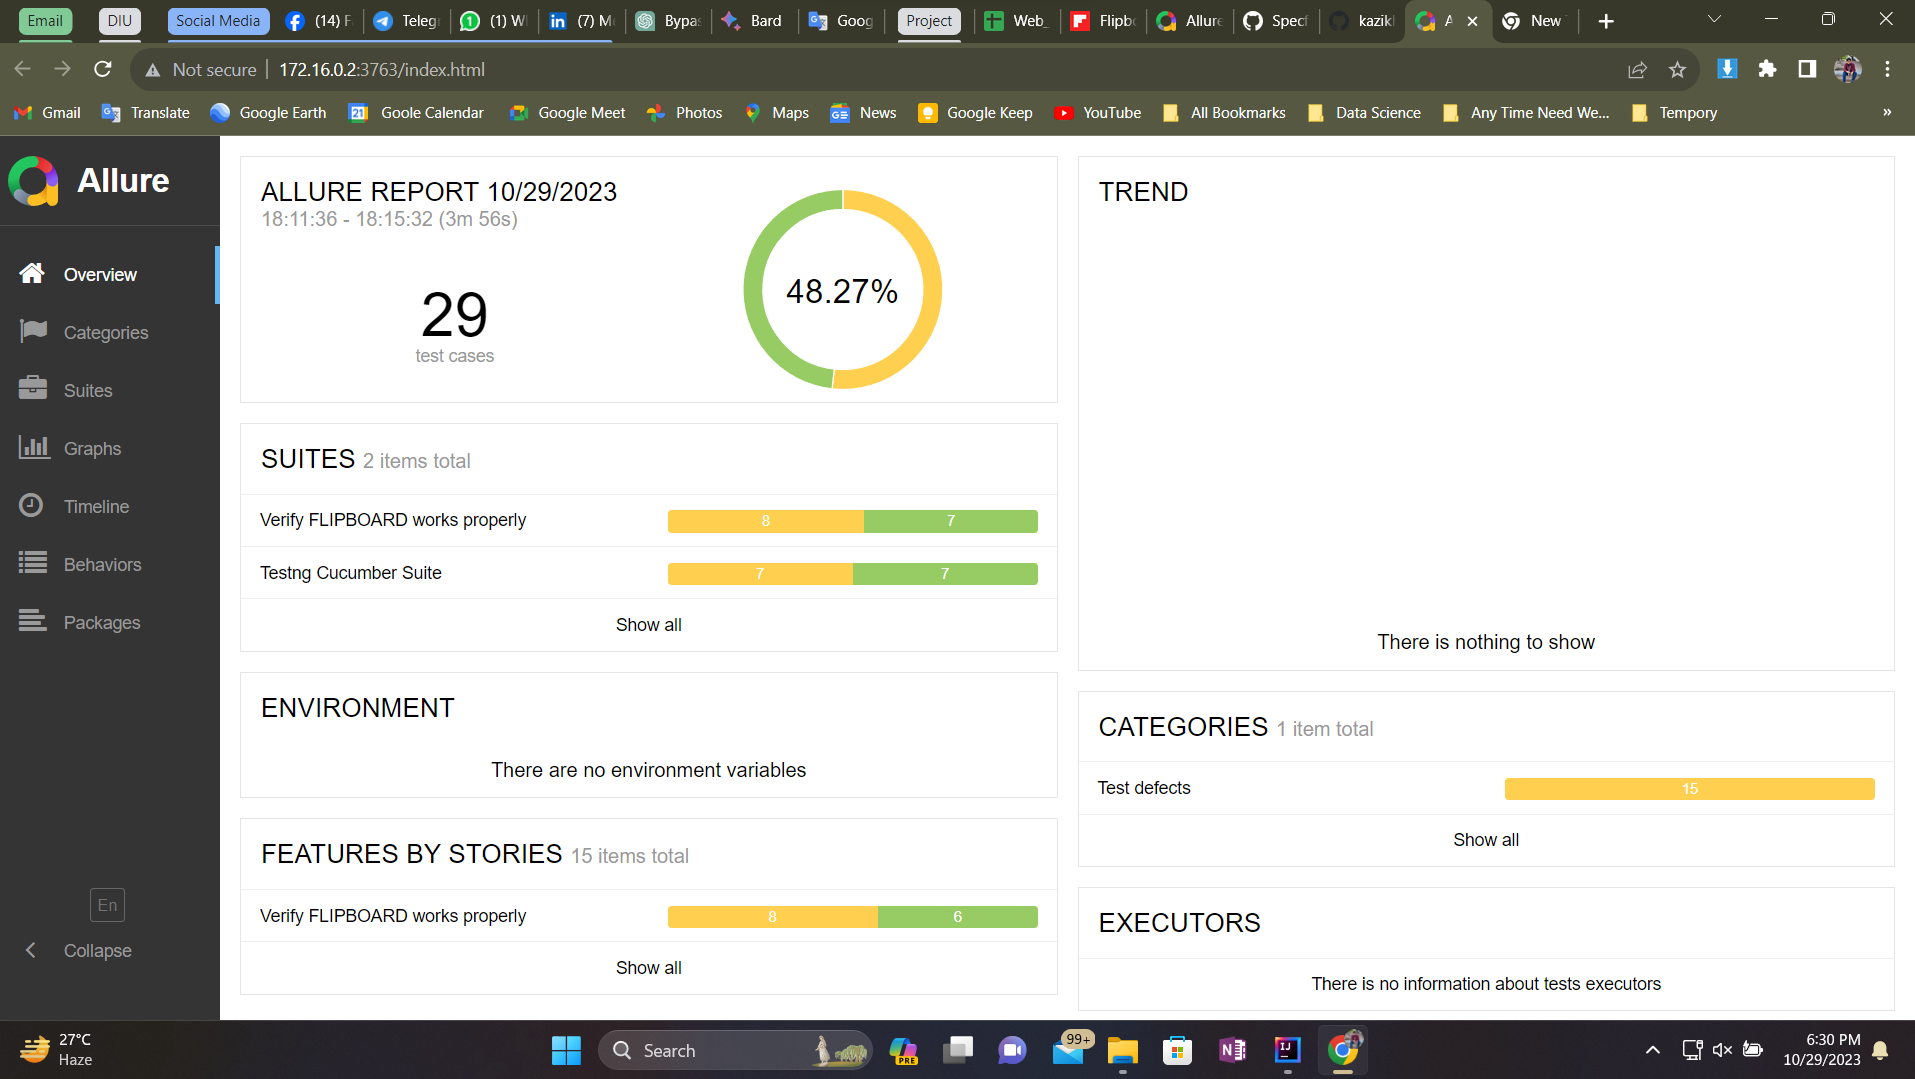 Email
DIU
Social Media
(14) F
Teleg
(1) W
(7) M
Bypas
Bard
Goog
Project
Web_
Flipbo
Allure
Specf
kazikl
A
New
Not secure
172.16.0.2:3763/index.html
Gmail
Translate
Google Earth
Goole Calendar
Google Meet
Photos
Maps
News
Google Keep
YouTube
All Bookmarks
Data Science
Any Time Need We...
Tempory
»
Allure
Overview
Categories
Suites
Graphs
Timeline
Behaviors
Packages
En
Collapse
ALLURE REPORT 10/29/2023
18:11:36 - 18:15:32 (3m 56s)
29
test cases
48.27%
SUITES 2 items total
Verify FLIPBOARD works properly
8 7
Testng Cucumber Suite
7 7
Show all
ENVIRONMENT
There are no environment variables
FEATURES BY STORIES 15 items total
Verify FLIPBOARD works properly
8 6
Show all
TREND
There is nothing to show
CATEGORIES 1 item total
Test defects
15
Show all
EXECUTORS
There is no information about tests executors
27°C
Haze
Search
PRE
99+
6:30 PM
10/29/2023